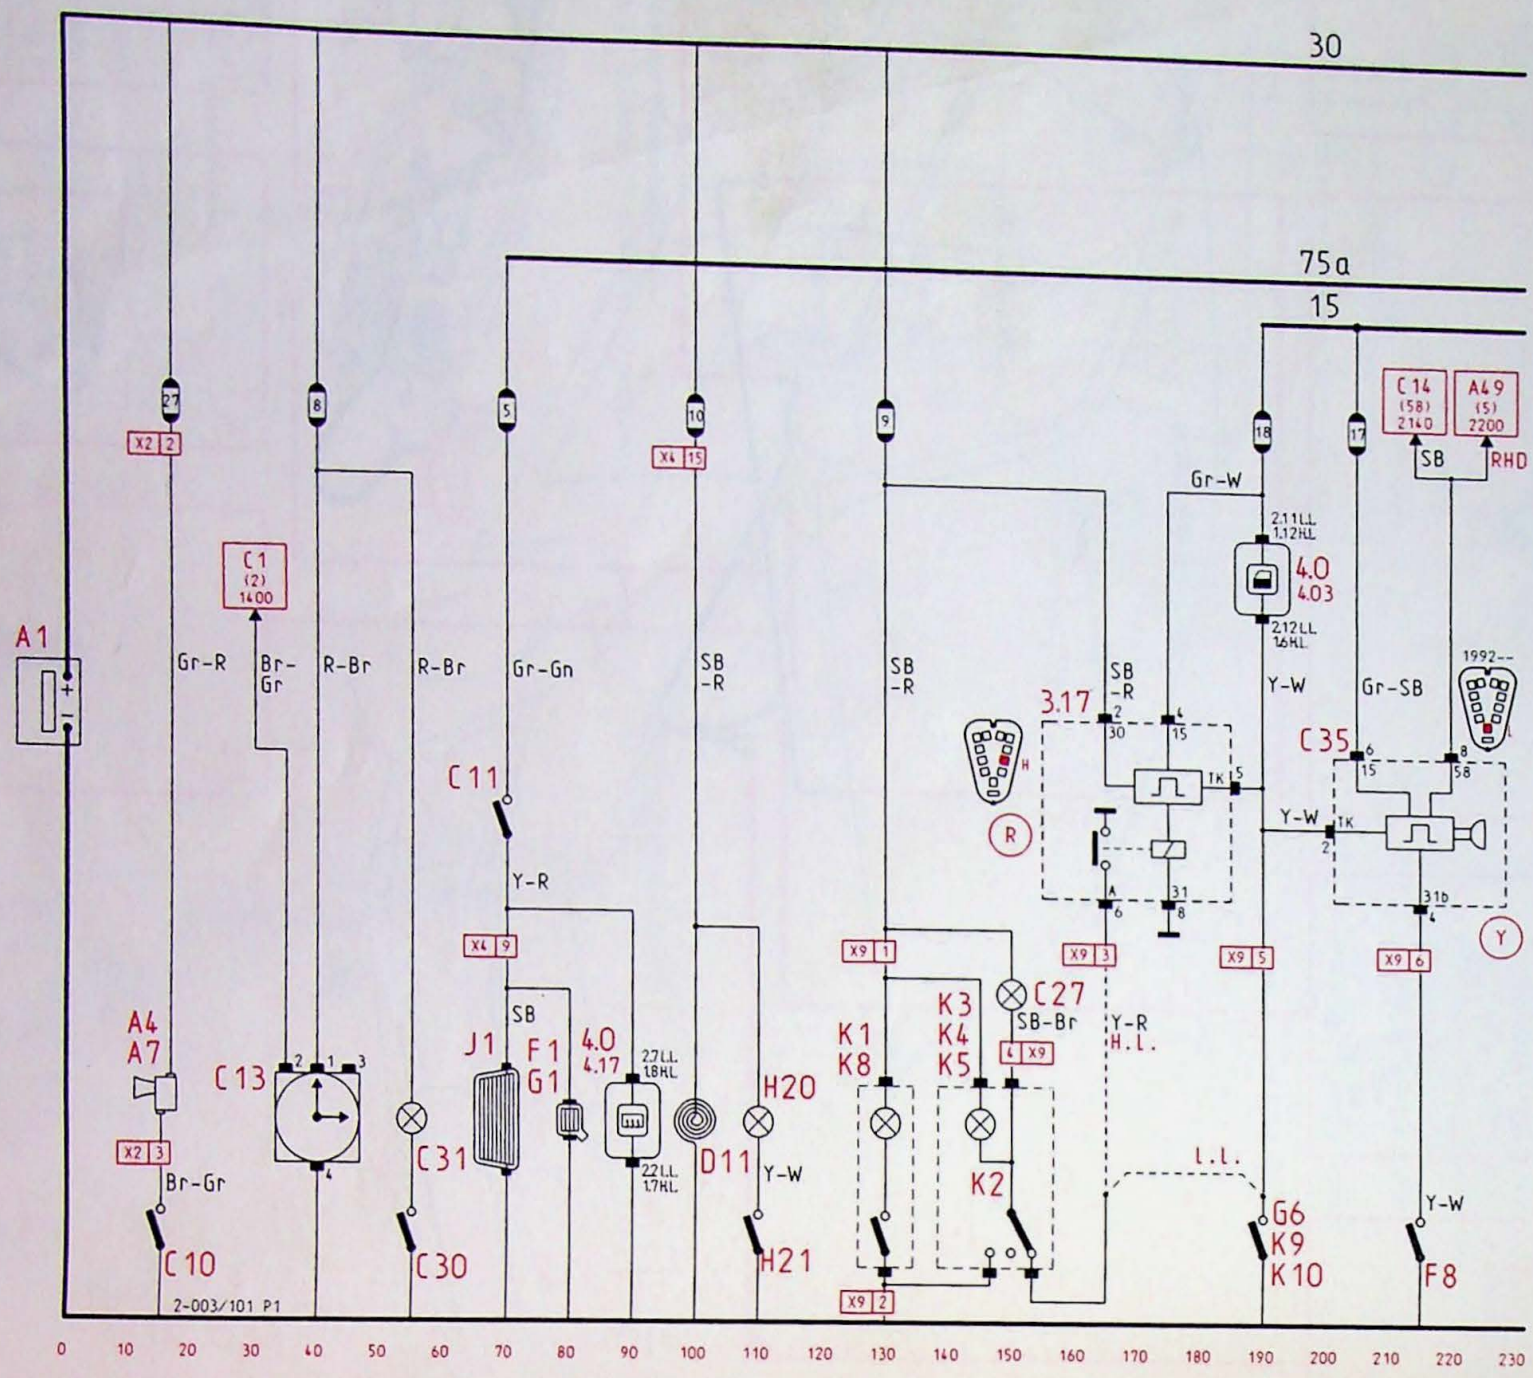 30
75a
15
27
8
5
10
9
18
17
C14
(58)
2140
A49
(5)
2200
X2 2
X4 15
SB
RHD
Gr-W
2.11 L.L.
1.12 H.L.
C1
(2)
1400
4.0
4.03
2.12 L.L.
1.6 H.L.
A1
+
−
Gr-R
Br-
Gr
R-Br
R-Br
Gr-Gn
SB
-R
SB
-R
SB
-R
Y-W
Gr-SB
1992--
L
3.17
2
30
4
15
C35
6
15
8
58
H
C11
TK
5
R
Y-W
TK
2
Y-R
A
6
31
8
31b
4
Y
X4 9
X9 1
X9 3
X9 5
X9 6
SB
C27
SB-Br
Y-R
H.L.
A4
A7
J1
F1
G1
4.0
4.17
2.7 L.L.
1.8 H.L.
K1
K8
K3
K4
K5
4 X9
C13
2
1
3
H20
X2 3
C31
2.2 L.L.
1.7 H.L.
D11
Y-W
L.L.
K2
4
Br-Gr
Y-W
C10
C30
H21
G6
K9
K10
F8
X9 2
2-003/101 P1
0 10 20 30 40 50 60 70 80 90 100 110 120 130 140 150 160 170 180 190 200 210 220 230